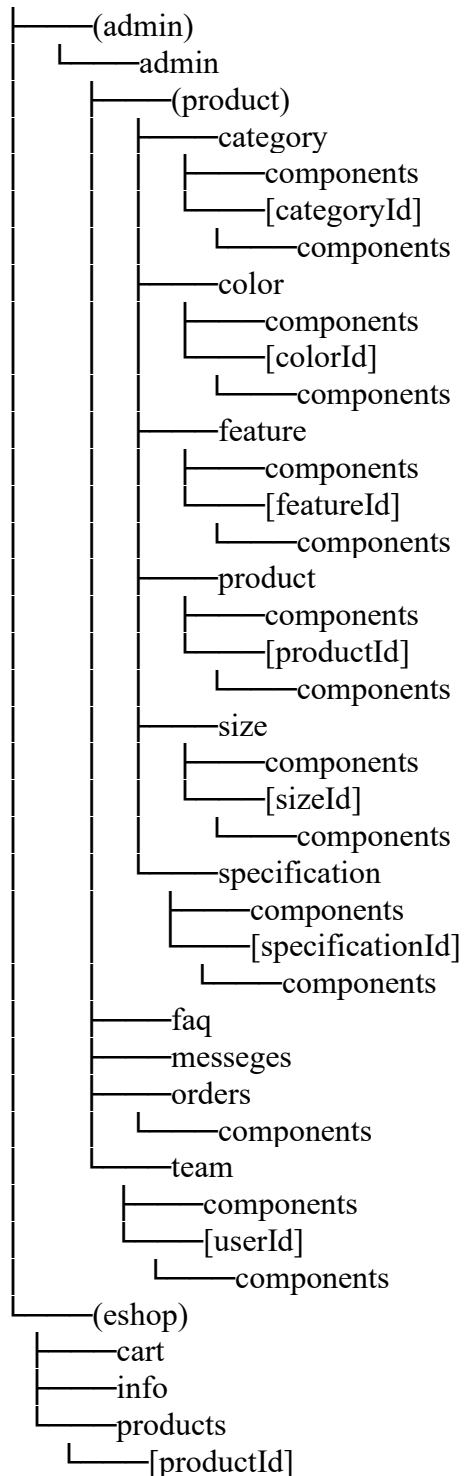 (admin)
admin
(product)
category
components
[categoryId]
components
color
components
[colorId]
components
feature
components
[featureId]
components
product
components
[productId]
components
size
components
[sizeId]
components
specification
components
[specificationId]
components
faq
messeges
orders
components
team
components
[userId]
components
(eshop)
cart
info
products
[productId]